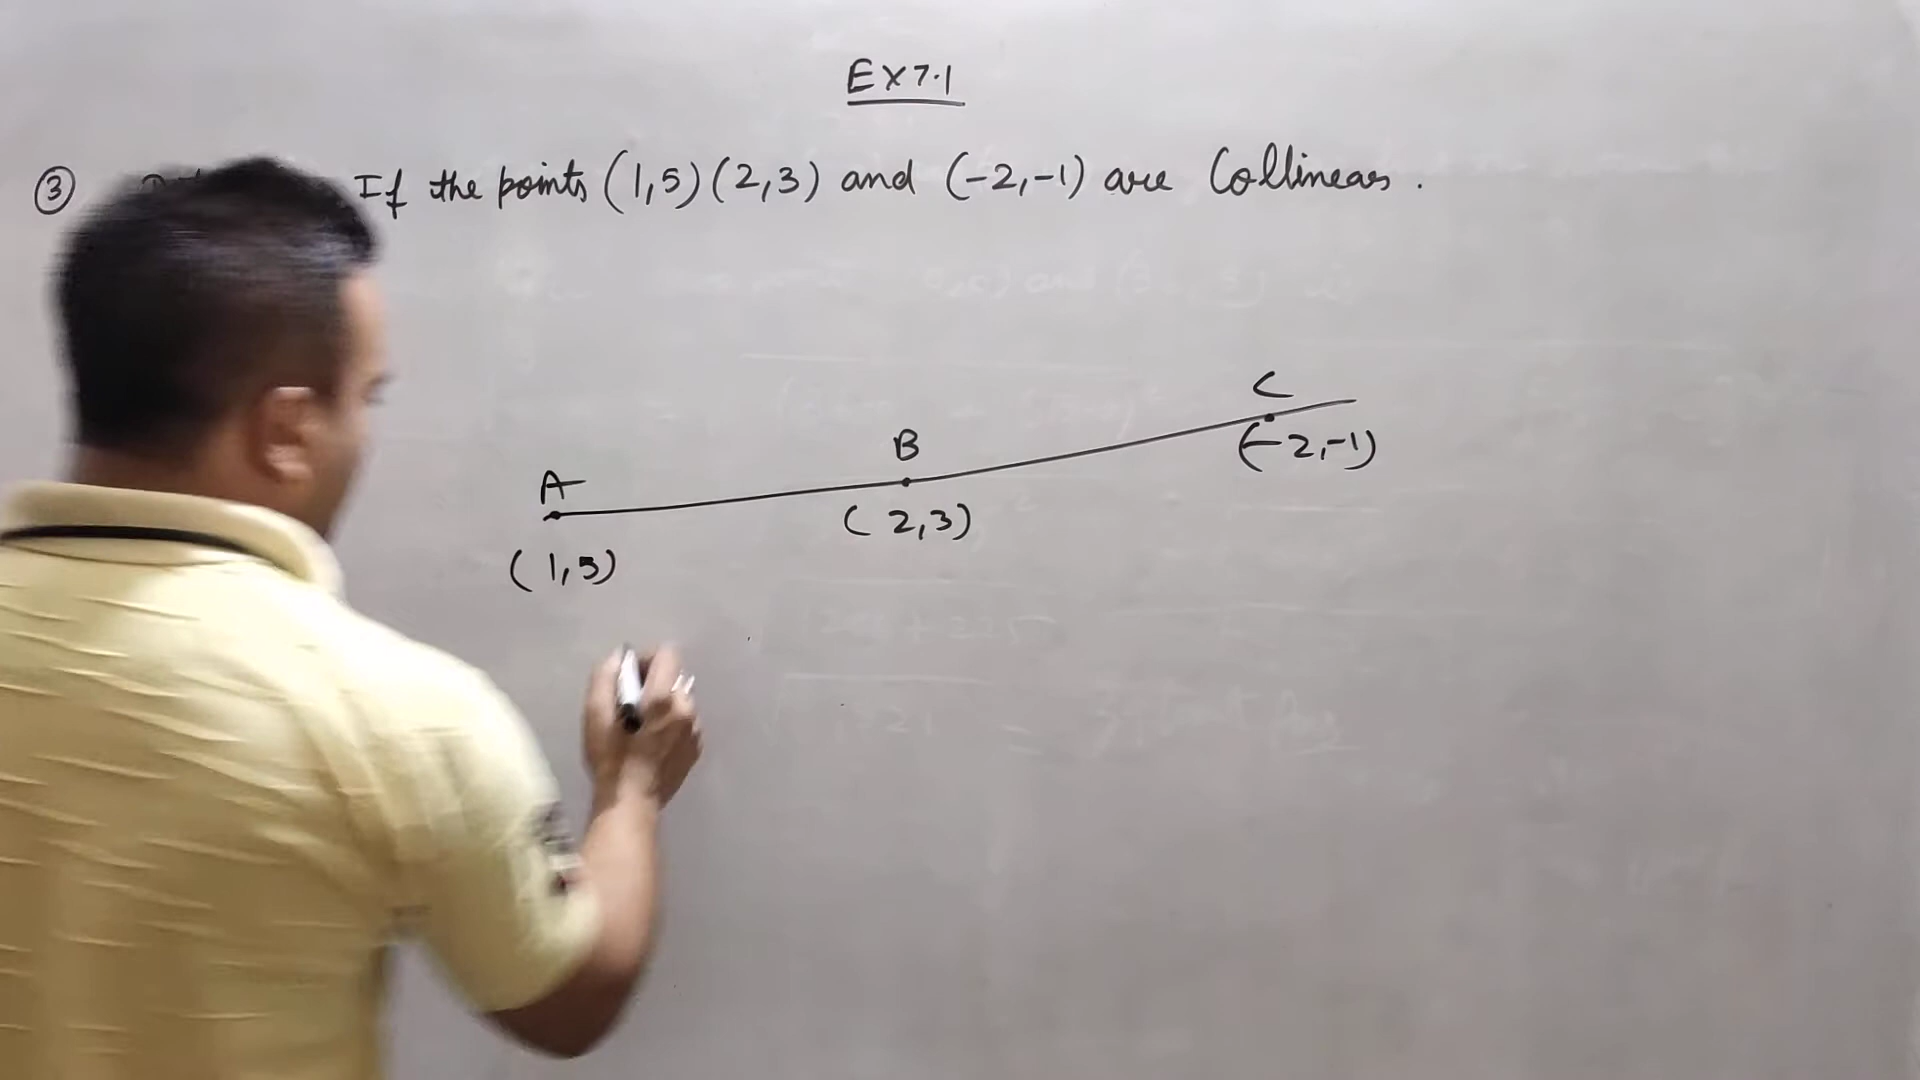 Ex 7.1
③ If the points (1,5) (2,3) and (-2,-1) are Collinear.
C
(-2,-1)
B
(2,3)
A
(1,5)